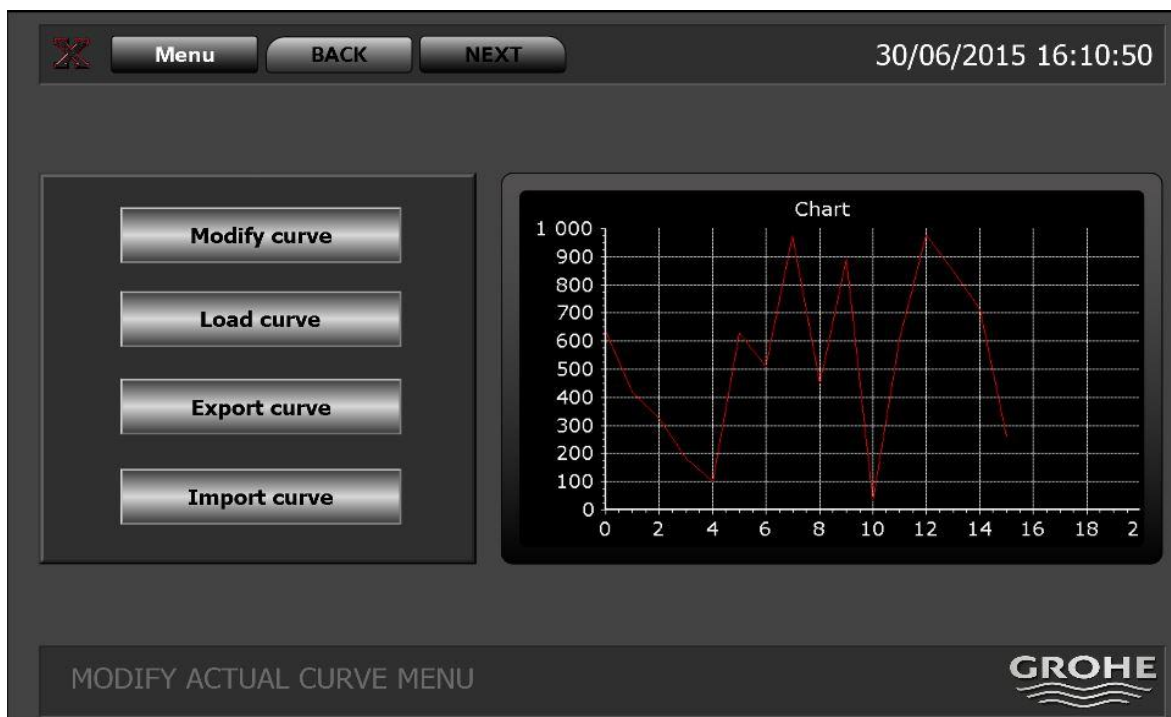 Menu BACK NEXT 30/06/2015 16:10:50
Modify curve
Load curve
Export curve
Import curve
Chart
1 000
900
800
700
600
500
400
300
200
100
0
0 2 4 6 8 10 12 14 16 18 2
MODIFY ACTUAL CURVE MENU
GROHE